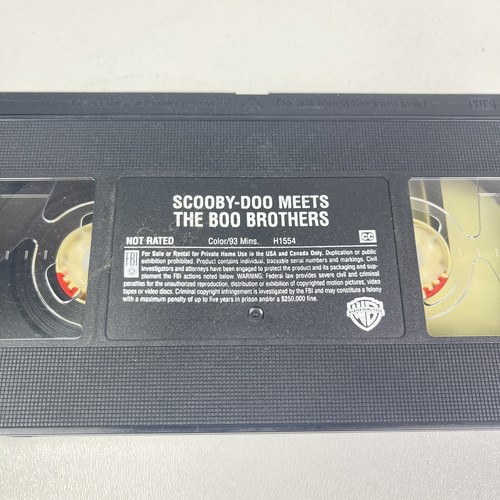 SCOOBY-DOO MEETS
THE BOO BROTHERS
NOT RATED Color/93 Mins. H1554 CC
FBI For Sale or Rental for Private Home Use in the USA and Canada Only. Duplication or public
exhibition prohibited. Product contains individual, traceable serial numbers and markings. Civil
investigators and attorneys have been engaged to protect the product and its packaging and sup-
plement the FBI actions noted below. WARNING: Federal law provides severe civil and criminal
penalties for the unauthorized reproduction, distribution or exhibition of copyrighted motion pictures, video
tapes or video discs. Criminal copyright infringement is investigated by the FBI and may constitute a felony
with a maximum penalty of up to five years in prison and/or a $250,000 fine.